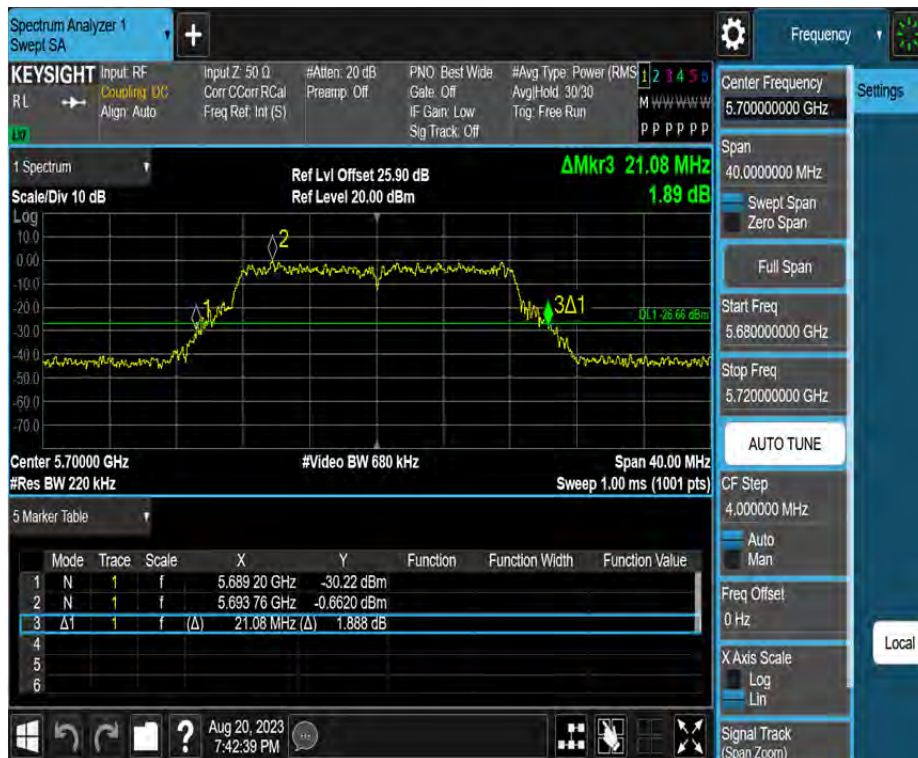 Spectrum Analyzer 1
Swept SA
+
Frequency
KEYSIGHT Input: RF Input Z: 50 Ω #Atten: 20 dB PNO: Best Wide #Avg Type: Power (RMS 1 2 3 4 5 6
RL Coupling: DC Corr CCorr RCal Preamp: Off Gate: Off Avg|Hold: 30/30 M W W W W W
Align: Auto Freq Ref: Int (S) IF Gain: Low Trig: Free Run
Sig Track: Off P P P P P P
LXI
1 Spectrum
Scale/Div 10 dB
Ref Lvl Offset 25.90 dB
Ref Level 20.00 dBm
ΔMkr3 21.08 MHz
1.89 dB
Log
10.0
0.00
-10.0
-20.0
-30.0
-40.0
-50.0
-60.0
-70.0
1
2
3Δ1
DL1 -26.66 dBm
Center 5.70000 GHz #Video BW 680 kHz Span 40.00 MHz
#Res BW 220 kHz Sweep 1.00 ms (1001 pts)
5 Marker Table
Mode Trace Scale X Y Function Function Width Function Value
1 N 1 f 5.689 20 GHz -30.22 dBm
2 N 1 f 5.693 76 GHz -0.6620 dBm
3 Δ1 1 f (Δ) 21.08 MHz (Δ) 1.888 dB
4
5
6
?
Aug 20, 2023
7:42:39 PM
Center Frequency
5.700000000 GHz
Span
40.0000000 MHz
Swept Span
Zero Span
Full Span
Start Freq
5.680000000 GHz
Stop Freq
5.720000000 GHz
AUTO TUNE
CF Step
4.000000 MHz
Auto
Man
Freq Offset
0 Hz
X Axis Scale
Log
Lin
Signal Track
(Span Zoom)
Settings
Local